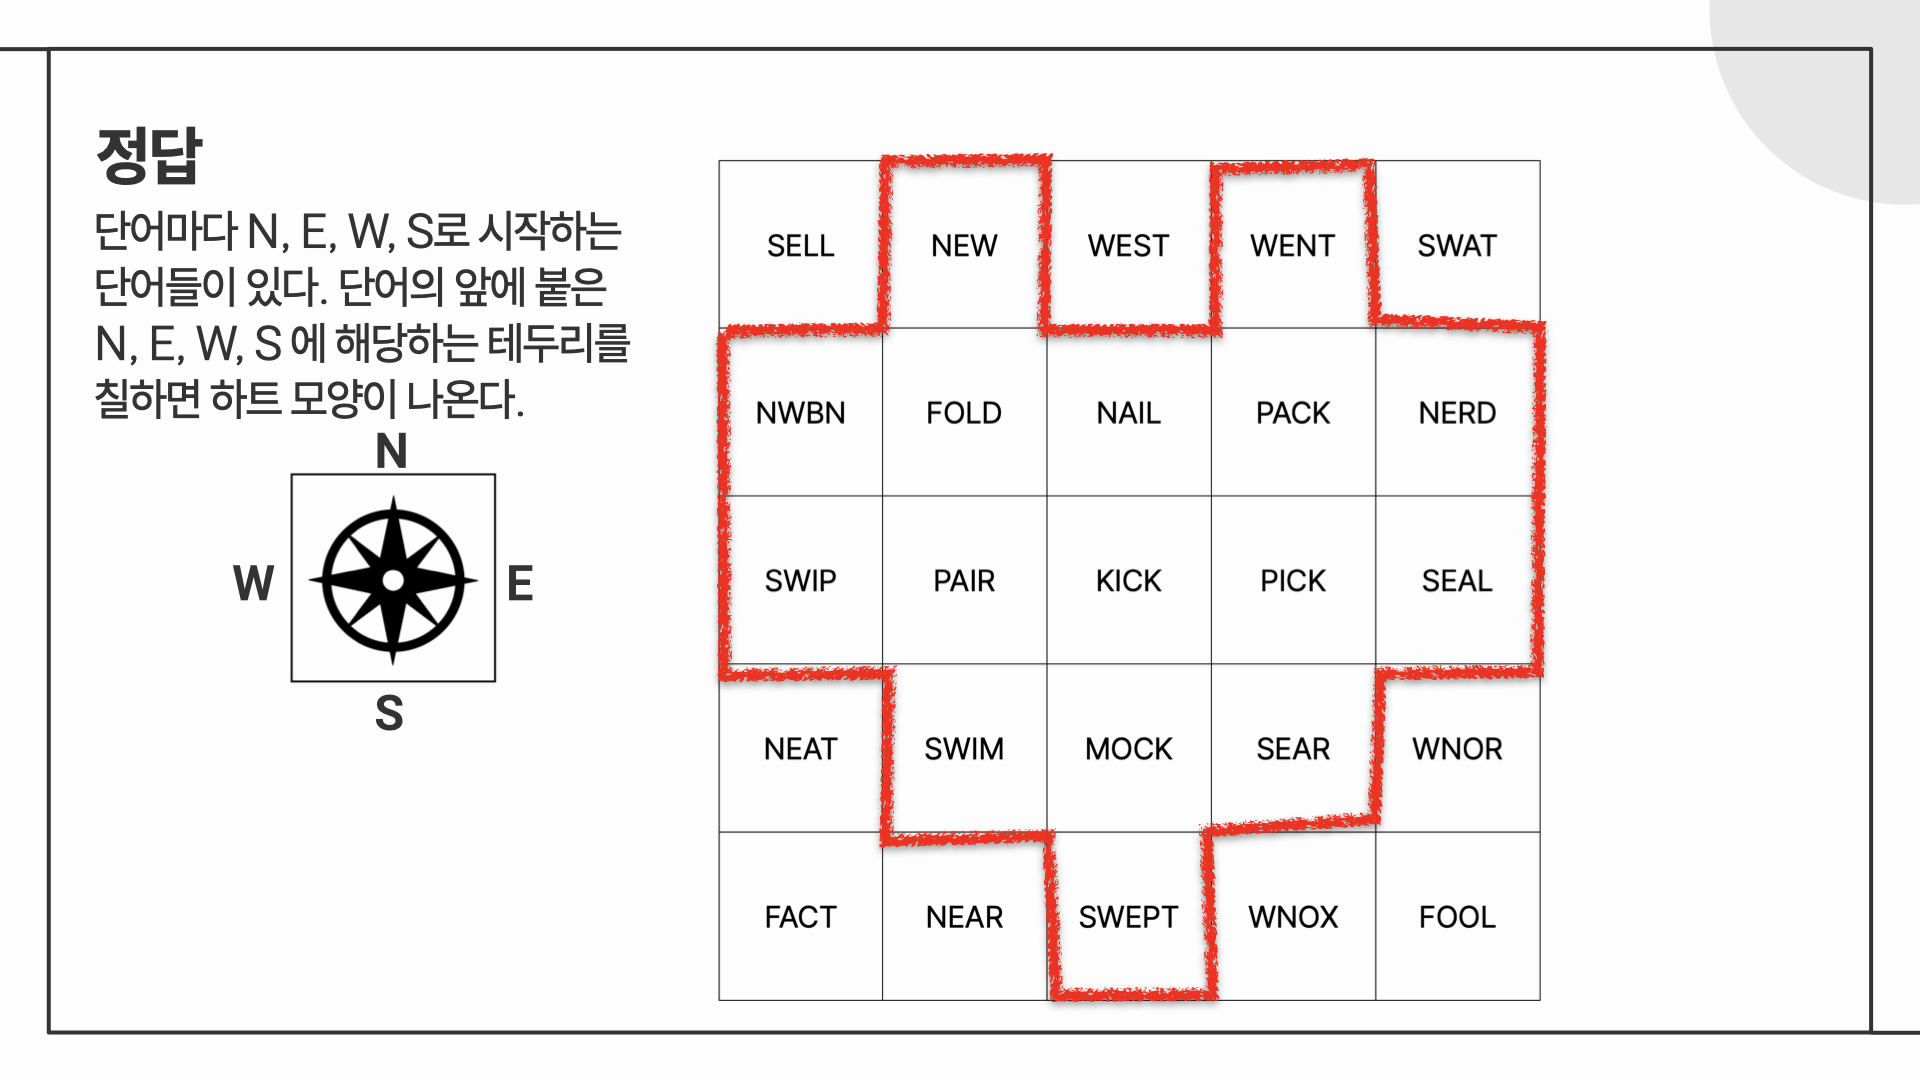 정답
단어마다 N, E, W, S로 시작하는
단어들이 있다. 단어의 앞에 붙은
N, E, W, S 에 해당하는 테두리를
칠하면 하트 모양이 나온다.
N
W E
S
SELL NEW WEST WENT SWAT
NWBN FOLD NAIL PACK NERD
SWIP PAIR KICK PICK SEAL
NEAT SWIM MOCK SEAR WNOR
FACT NEAR SWEPT WNOX FOOL